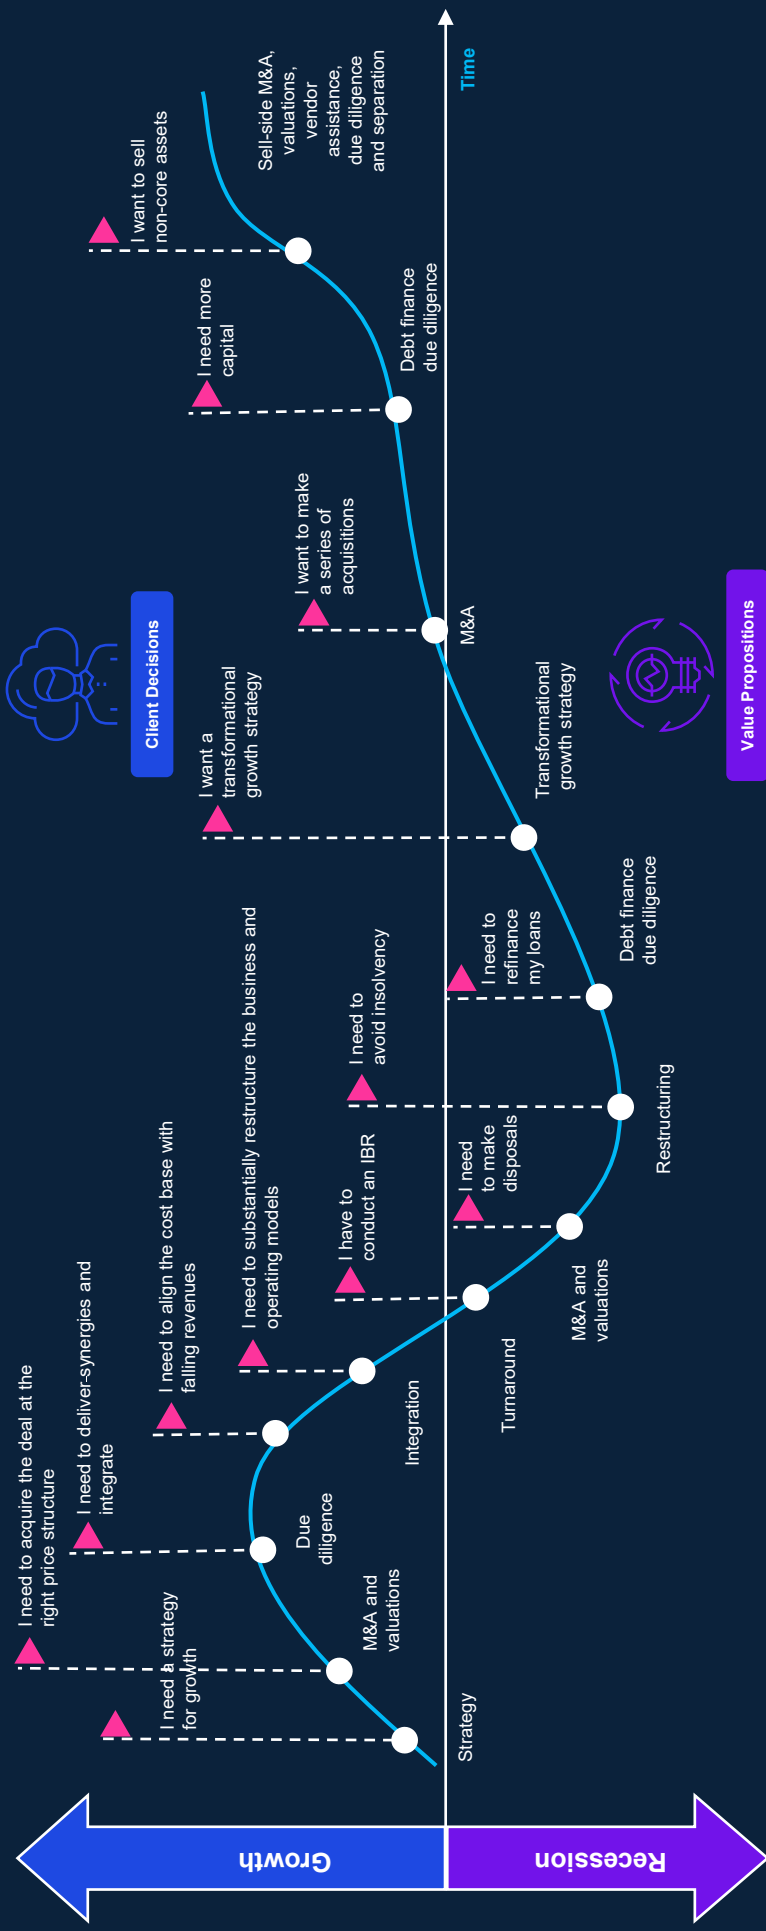 Growth
Recession
Time
Client Decisions
Value Propositions
I need a strategy
for growth
I need to acquire the deal at the
right price structure
I need to deliver-synergies and
integrate
I need to align the cost base with
falling revenues
I need to substantially restructure the business and
operating models
I have to
conduct an IBR
I need
to make
disposals
I need to
avoid insolvency
I need to
refinance
my loans
I want a
transformational
growth strategy
I want to make
a series of
acquisitions
I need more
capital
I want to sell
non-core assets
Strategy
M&A and
valuations
Due
diligence
Integration
Turnaround
M&A and
valuations
Restructuring
Debt finance
due diligence
Transformational
growth strategy
M&A
Debt finance
due diligence
Sell-side M&A,
valuations,
vendor
assistance,
due diligence
and separation